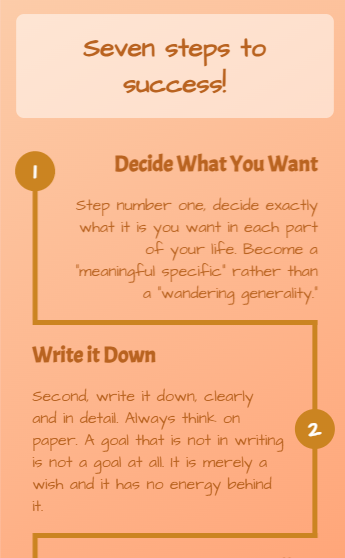 Seven steps to
success!
1
Decide What You Want
Step number one, decide exactly
what it is you want in each part
of your life. Become a
"meaningful specific" rather than
a "wandering generality."
Write it Down
Second, write it down, clearly
and in detail. Always think on
paper. A goal that is not in writing
is not a goal at all. It is merely a
wish and it has no energy behind
it.
2